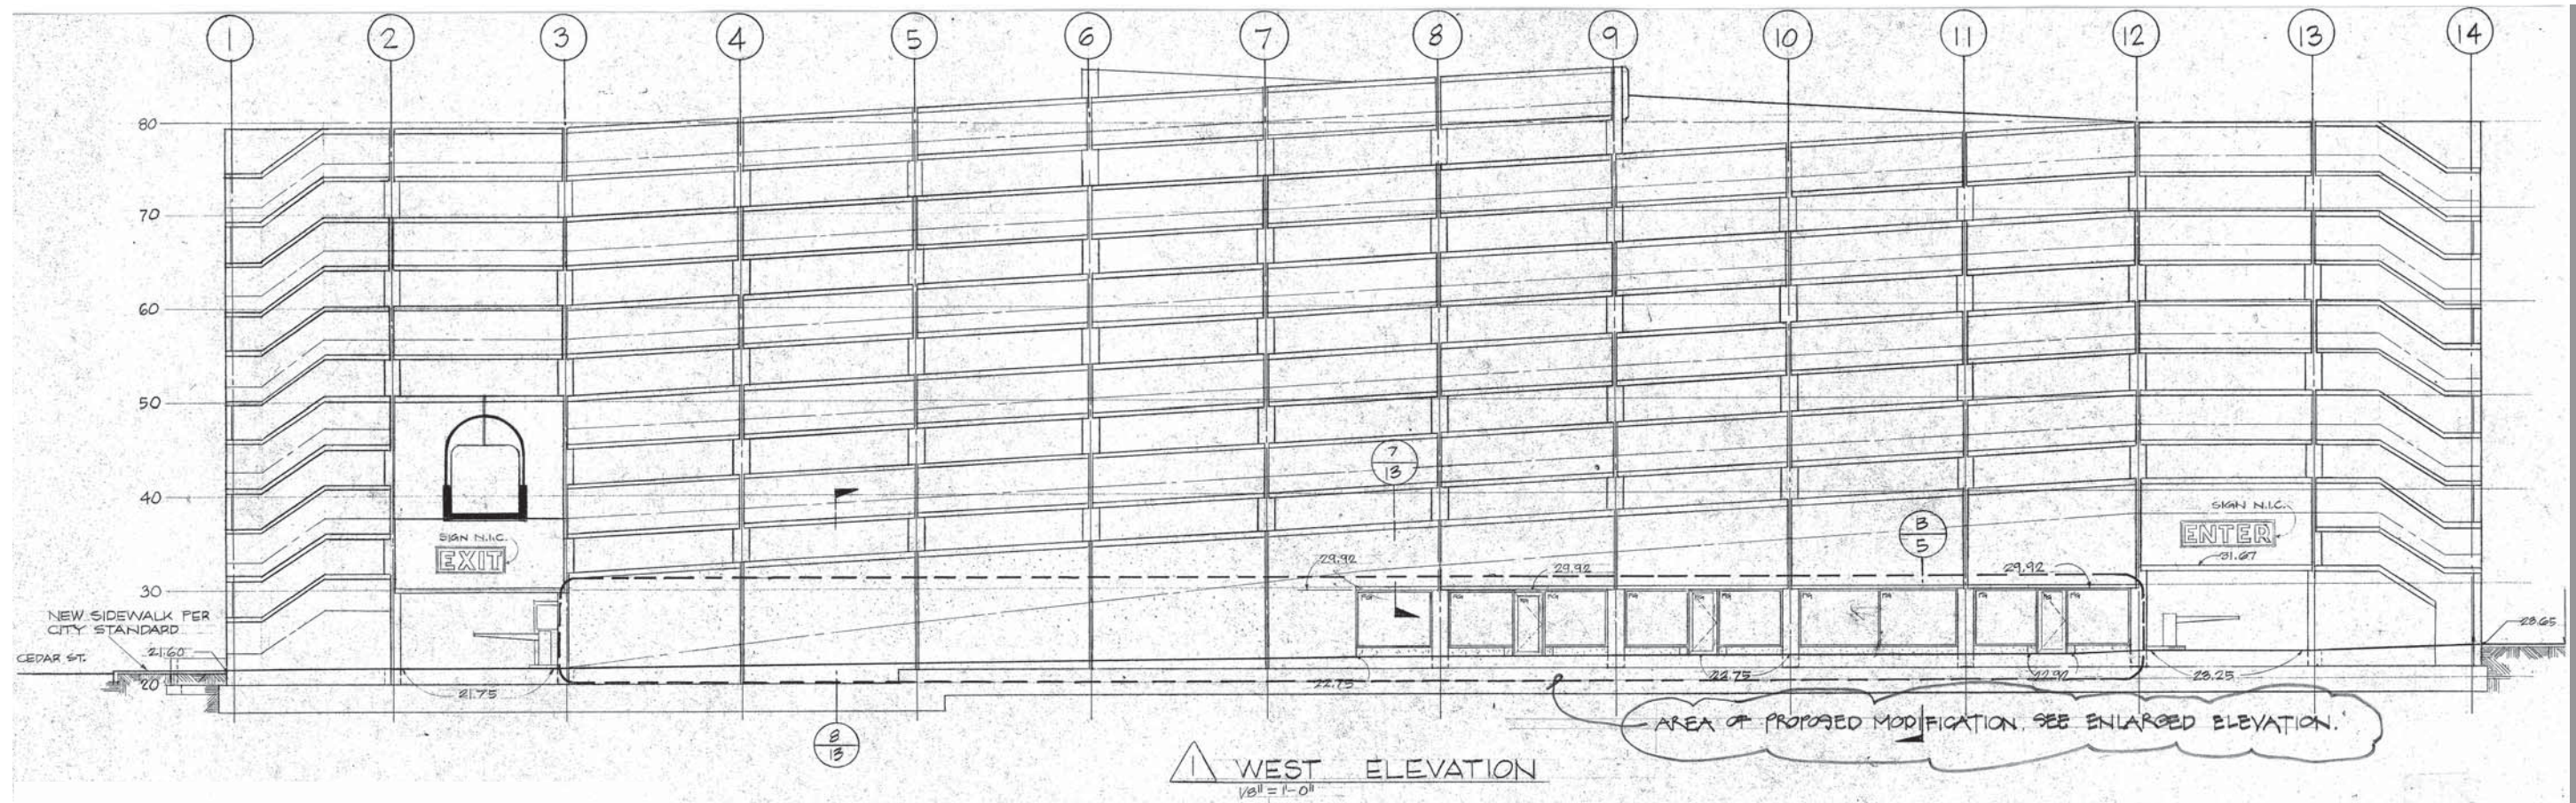 1 2 3 4 5 6 7 8 9 10 11 12 13 14
80
70
60
50
40
30
20
7
13
B
5
SIGN N.I.C.
EXIT
SIGN N.I.C.
ENTER
31.67
29.92
29.92
29.92
NEW SIDEWALK PER
CITY STANDARD
CEDAR ST.
21.60
23.65
21.75
22.75
22.75
22.92
23.25
8
13
AREA OF PROPOSED MODIFICATION. SEE ENLARGED ELEVATION.
1 WEST ELEVATION
1/8" = 1'-0"